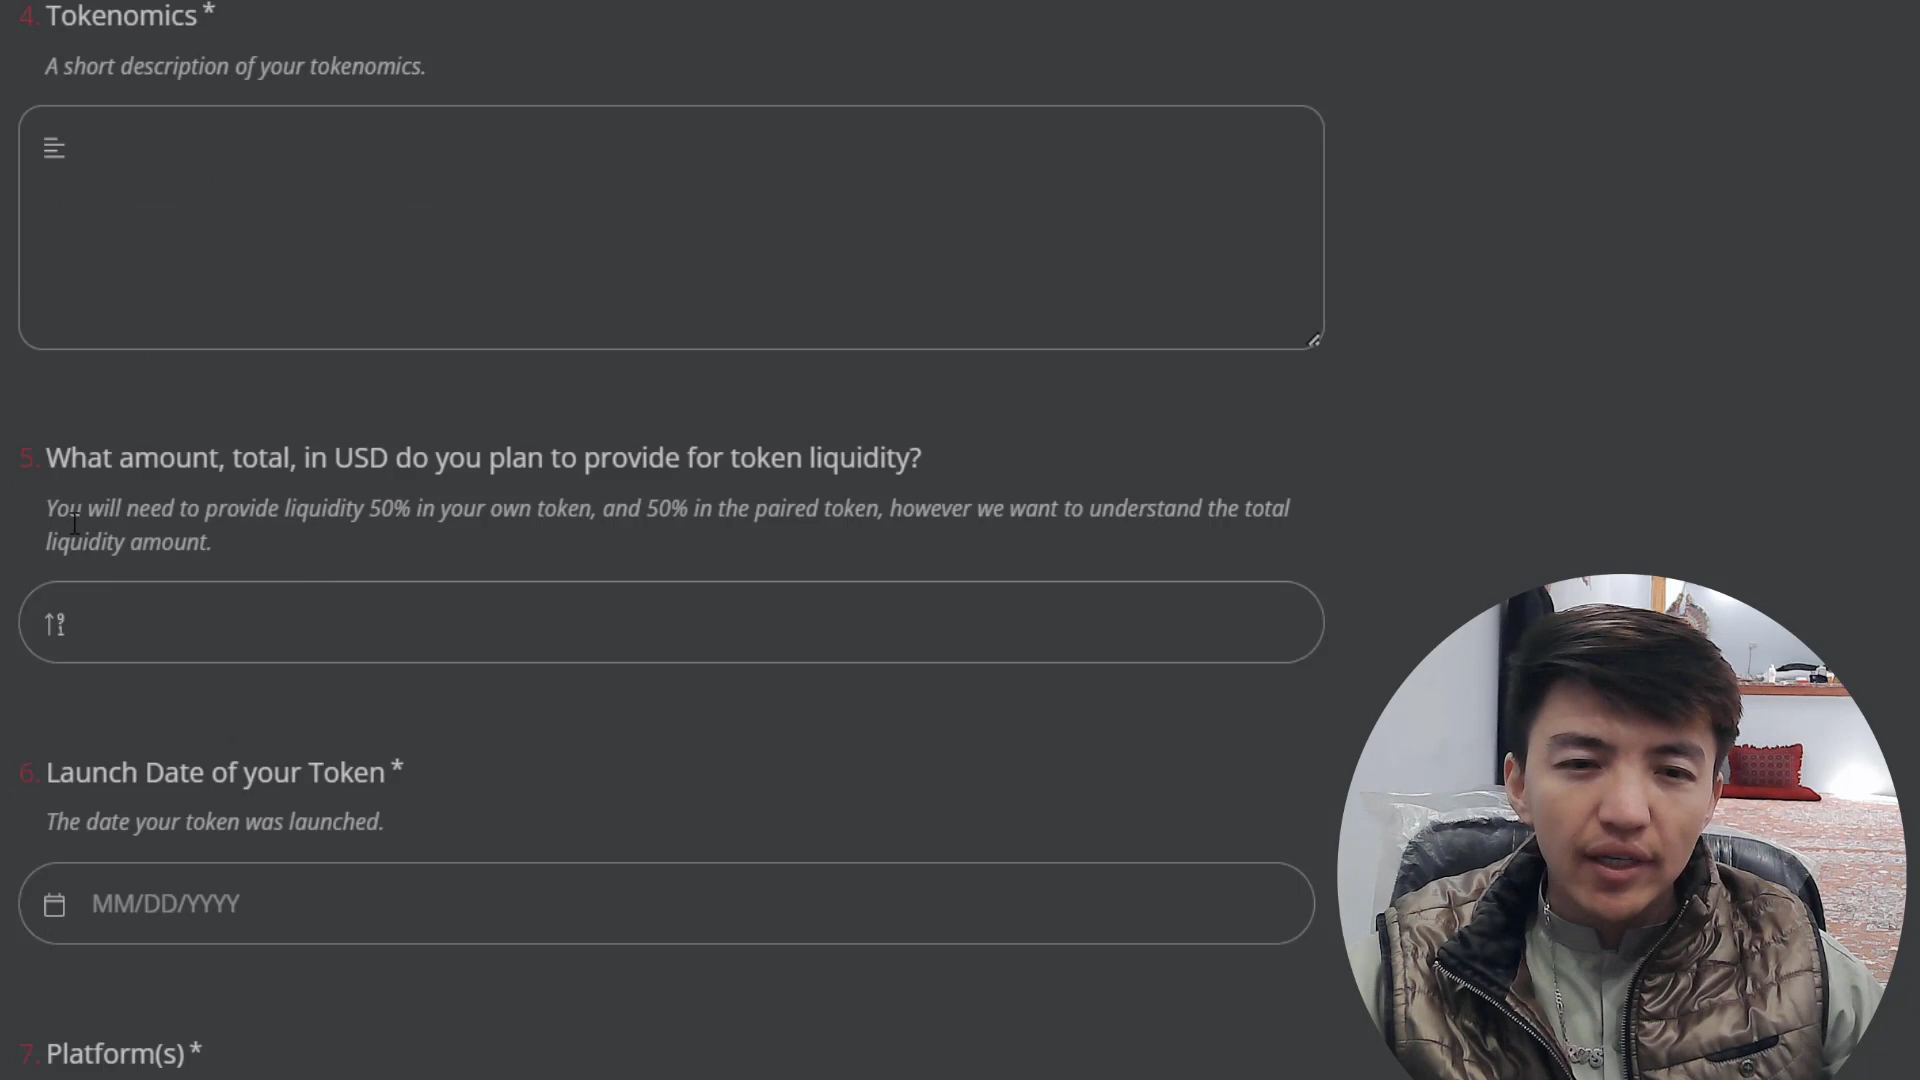 4. Tokenomics *
A short description of your tokenomics.
5. What amount, total, in USD do you plan to provide for token liquidity?
You will need to provide liquidity 50% in your own token, and 50% in the paired token, however we want to understand the total
liquidity amount.
6. Launch Date of your Token *
The date your token was launched.
MM/DD/YYYY
7. Platform(s) *